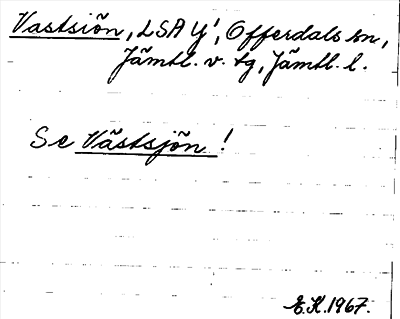 Vastsiön, LSA Y', Offerdals sn,
Jämtl. v. tg, Jämtl. l.
Se Västsjön!
E.K. 1967.